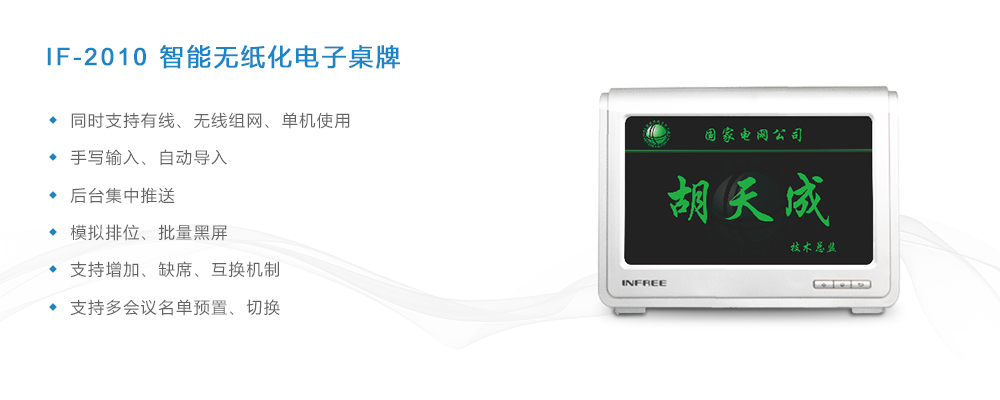 IF-2010 智能无纸化电子桌牌
同时支持有线、无线组网、单机使用
手写输入、自动导入
后台集中推送
模拟排位、批量黑屏
支持增加、缺席、互换机制
支持多会议名单预置、切换
国家电网公司
胡天成
技术总监
INFREE